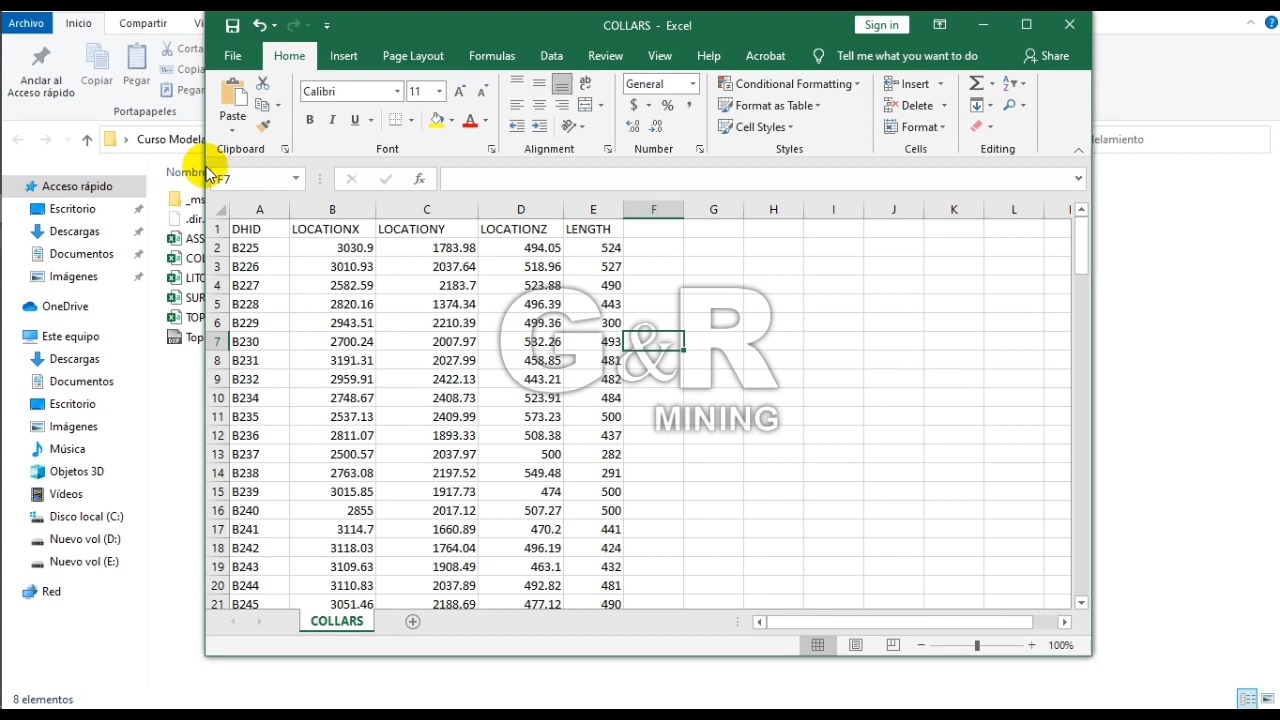 Archivo Inicio Compartir
Anclar al Acceso rápido
Copiar
Pegar
Portapapeles
Nombre
Acceso rápido
Escritorio
Descargas
Documentos
Imágenes
OneDrive
Este equipo
Descargas
Documentos
Escritorio
Imágenes
Música
Objetos 3D
Vídeos
Disco local (C:)
Nuevo vol (D:)
Nuevo vol (E:)
Red
8 elementos
COLLARS - Excel
Sign in
File Home Insert Page Layout Formulas Data Review View Help Acrobat Tell me what you want to do Share
Paste
Clipboard
Calibri 11
B I U
Font
Alignment
General
$ % ,
Number
Conditional Formatting
Format as Table
Cell Styles
Styles
Insert
Delete
Format
Cells
Editing
F7
fx
A B C D E F G H I J K L
1 DHID LOCATIONX LOCATIONY LOCATIONZ LENGTH
2 B225 3030.9 1783.98 494.05 524
3 B226 3010.93 2037.64 518.96 527
4 B227 2582.59 2183.7 523.88 490
5 B228 2820.16 1374.34 496.39 443
6 B229 2943.51 2210.39 499.36 300
7 B230 2700.24 2007.97 532.26 493
8 B231 3191.31 2027.99 458.85 481
9 B232 2959.91 2422.13 443.21 482
10 B234 2748.67 2408.73 523.91 484
11 B235 2537.13 2409.99 573.23 500
12 B236 2811.07 1893.33 508.38 437
13 B237 2500.57 2037.97 500 282
14 B238 2763.08 2197.52 549.48 291
15 B239 3015.85 1917.73 474 500
16 B240 2855 2017.12 507.27 500
17 B241 3114.7 1660.89 470.2 441
18 B242 3118.03 1764.04 496.19 424
19 B243 3109.63 1908.49 463.1 432
20 B244 3110.83 2037.89 492.82 481
21 B245 3051.46 2188.69 477.12 490
G&R
MINING
COLLARS
100%